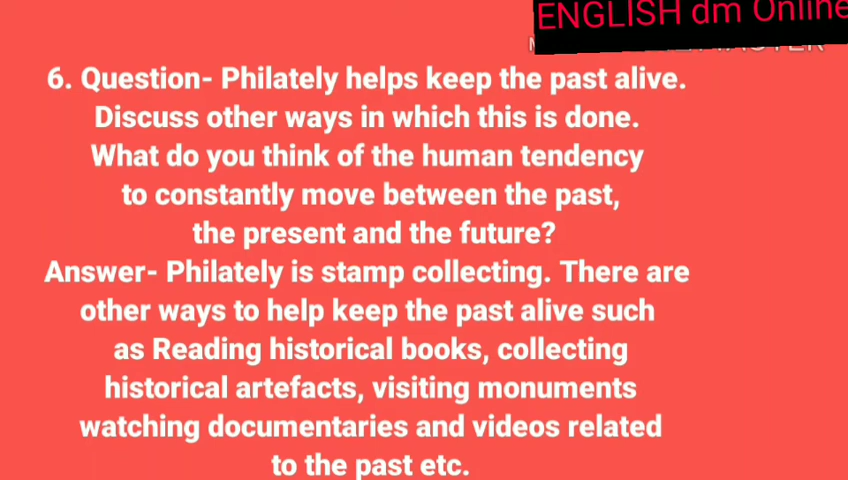 ENGLISH dm Online
6. Question- Philately helps keep the past alive.
Discuss other ways in which this is done.
What do you think of the human tendency
to constantly move between the past,
the present and the future?
Answer- Philately is stamp collecting. There are
other ways to help keep the past alive such
as Reading historical books, collecting
historical artefacts, visiting monuments
watching documentaries and videos related
to the past etc.